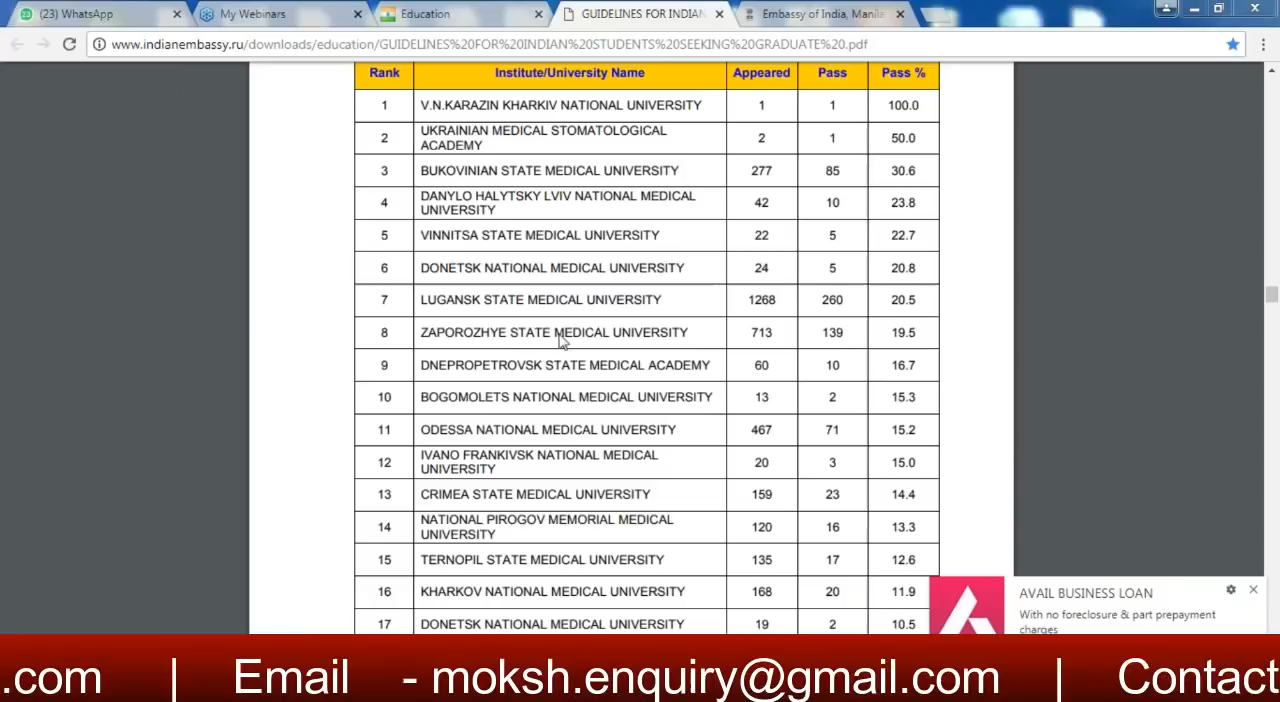 (23) WhatsApp
My Webinars
Education
GUIDELINES FOR INDIAN
Embassy of India, Manila
www.indianembassy.ru/downloads/education/GUIDELINES%20FOR%20INDIAN%20STUDENTS%20SEEKING%20GRADUATE%20.pdf
Rank Institute/University Name Appeared Pass Pass %
1 V.N.KARAZIN KHARKIV NATIONAL UNIVERSITY 1 1 100.0
2 UKRAINIAN MEDICAL STOMATOLOGICAL
ACADEMY 2 1 50.0
3 BUKOVINIAN STATE MEDICAL UNIVERSITY 277 85 30.6
4 DANYLO HALYTSKY LVIV NATIONAL MEDICAL
UNIVERSITY 42 10 23.8
5 VINNITSA STATE MEDICAL UNIVERSITY 22 5 22.7
6 DONETSK NATIONAL MEDICAL UNIVERSITY 24 5 20.8
7 LUGANSK STATE MEDICAL UNIVERSITY 1268 260 20.5
8 ZAPOROZHYE STATE MEDICAL UNIVERSITY 713 139 19.5
9 DNEPROPETROVSK STATE MEDICAL ACADEMY 60 10 16.7
10 BOGOMOLETS NATIONAL MEDICAL UNIVERSITY 13 2 15.3
11 ODESSA NATIONAL MEDICAL UNIVERSITY 467 71 15.2
12 IVANO FRANKIVSK NATIONAL MEDICAL
UNIVERSITY 20 3 15.0
13 CRIMEA STATE MEDICAL UNIVERSITY 159 23 14.4
14 NATIONAL PIROGOV MEMORIAL MEDICAL
UNIVERSITY 120 16 13.3
15 TERNOPIL STATE MEDICAL UNIVERSITY 135 17 12.6
16 KHARKOV NATIONAL MEDICAL UNIVERSITY 168 20 11.9
17 DONETSK NATIONAL MEDICAL UNIVERSITY 19 2 10.5
AVAIL BUSINESS LOAN
With no foreclosure & part prepayment
charges
.com | Email - moksh.enquiry@gmail.com | Contact